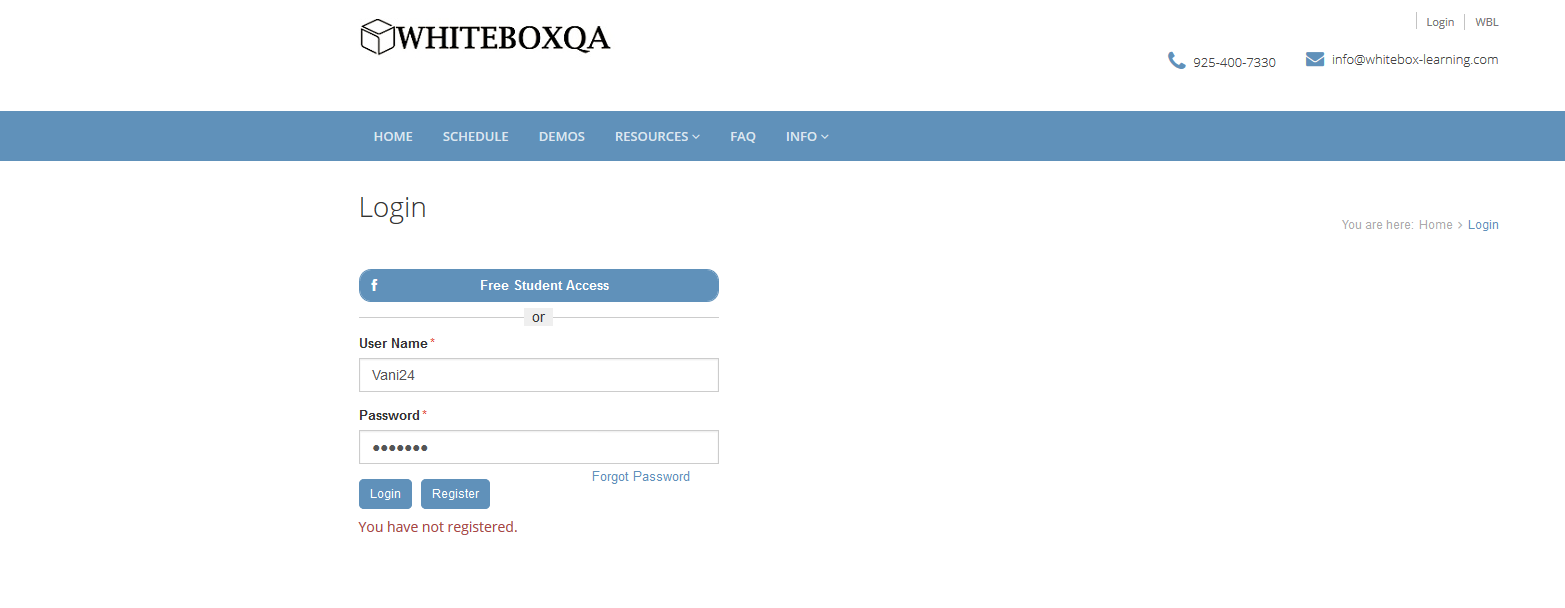 WHITEBOXQA
Login
WBL
925-400-7330
info@whitebox-learning.com
HOME SCHEDULE DEMOS RESOURCES FAQ INFO
Login
You are here: Home > Login
f Free Student Access
or
User Name*
Vani24
Password*
•••••••
Forgot Password
Login Register
You have not registered.